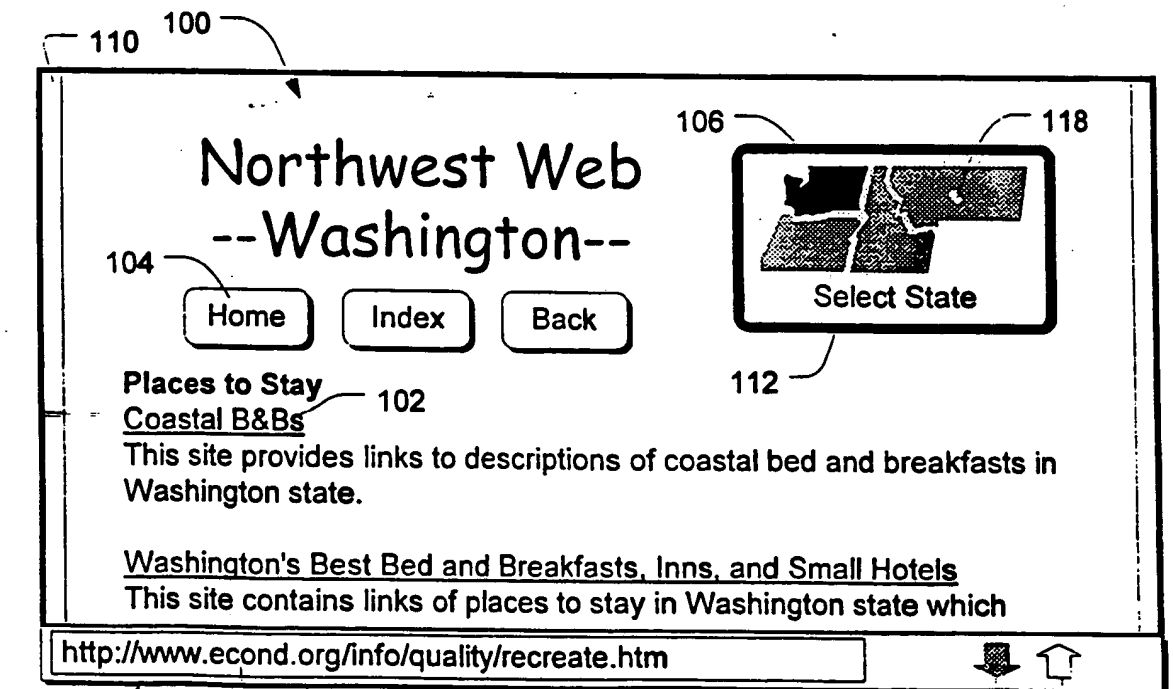 110 100
106 118
Northwest Web
--Washington--
104
Select State
Home Index Back
112
Places to Stay
102
Coastal B&Bs
This site provides links to descriptions of coastal bed and breakfasts in
Washington state.
Washington's Best Bed and Breakfasts, Inns, and Small Hotels
This site contains links of places to stay in Washington state which
http://www.econd.org/info/quality/recreate.htm